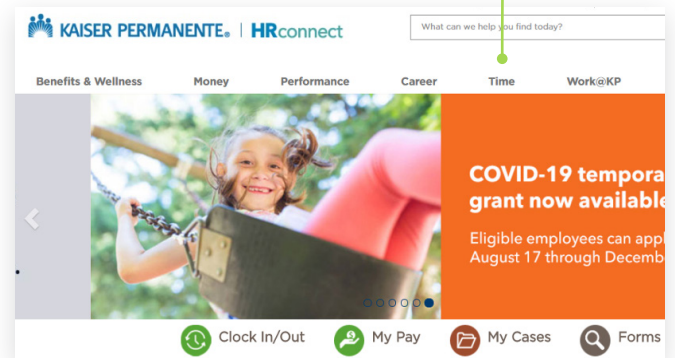 KAISER PERMANENTE® | HRconnect
What can we help you find today?
Benefits & Wellness Money Performance Career Time Work@KP
COVID-19 tempora
grant now available
Eligible employees can appl
August 17 through Decemb
Clock In/Out My Pay My Cases Forms